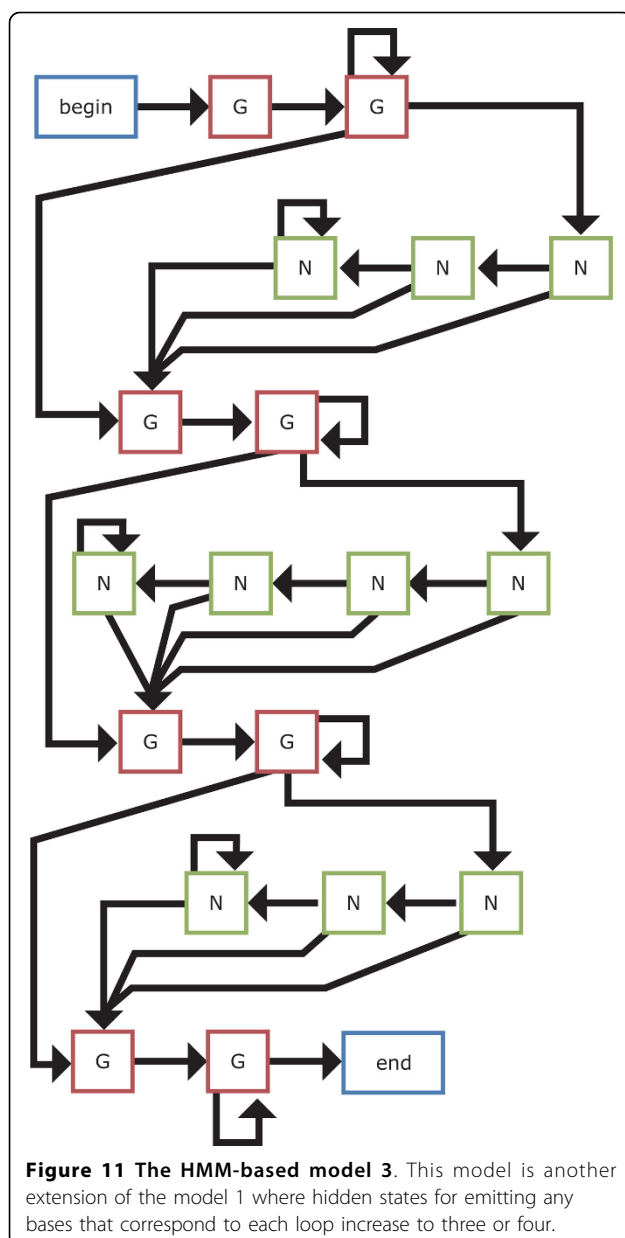 begin G G
N N N
G G
N N N N
G G
N N N
G G end
Figure 11 The HMM-based model 3. This model is another
extension of the model 1 where hidden states for emitting any
bases that correspond to each loop increase to three or four.